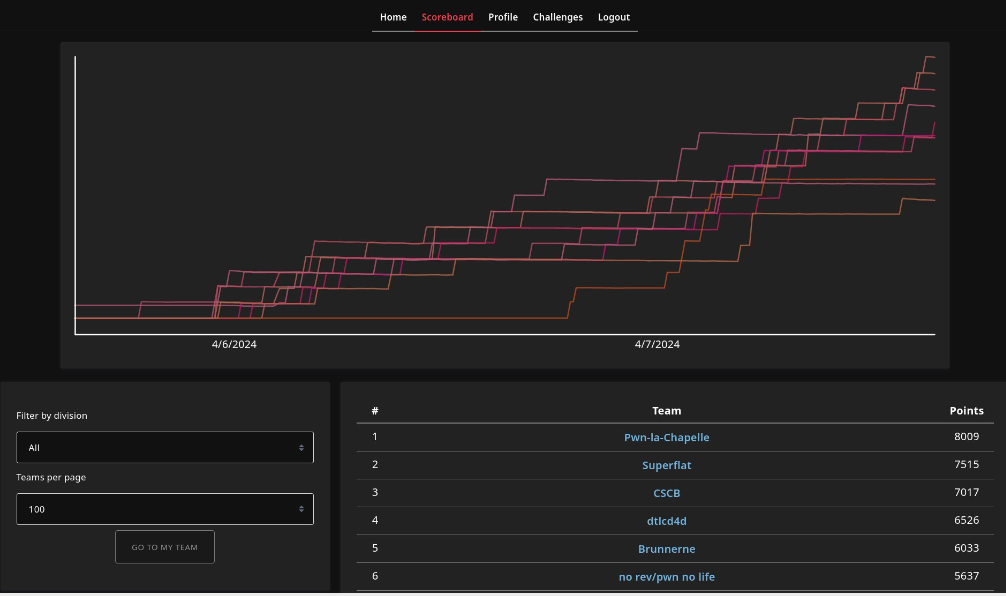 Home Scoreboard Profile Challenges Logout
4/6/2024 4/7/2024
Filter by division
All
Teams per page
100
GO TO MY TEAM
# Team Points
1 Pwn-la-Chapelle 8009
2 Superflat 7515
3 CSCB 7017
4 dtlcd4d 6526
5 Brunnerne 6033
6 no rev/pwn no life 5637